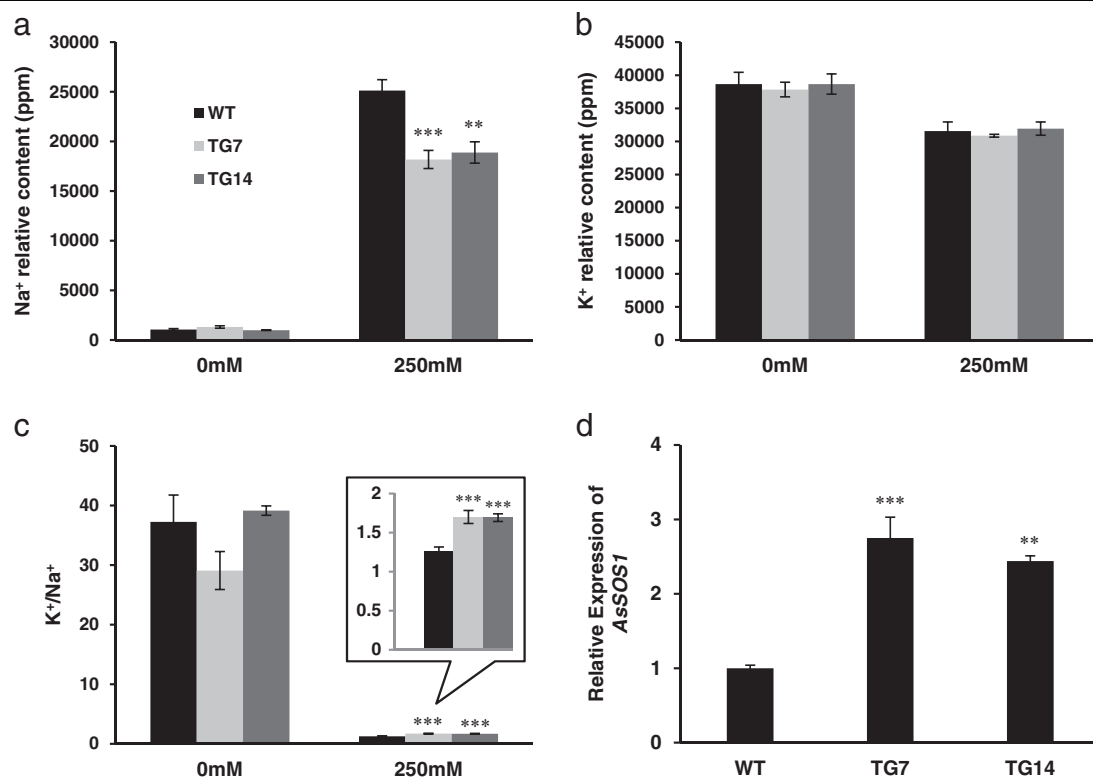 a
Na⁺ relative content (ppm)
30000
25000
20000
15000
10000
5000
0
WT
TG7
TG14
***
**
0mM
250mM
b
K⁺ relative content (ppm)
45000
40000
35000
30000
25000
20000
15000
10000
5000
0
0mM
250mM
c
K⁺/Na⁺
50
40
30
20
10
0
2
1.5
1
0.5
0
***
***
***
***
0mM
250mM
d
Relative Expression of
AsSOS1
4
3
2
1
0
***
**
WT
TG7
TG14